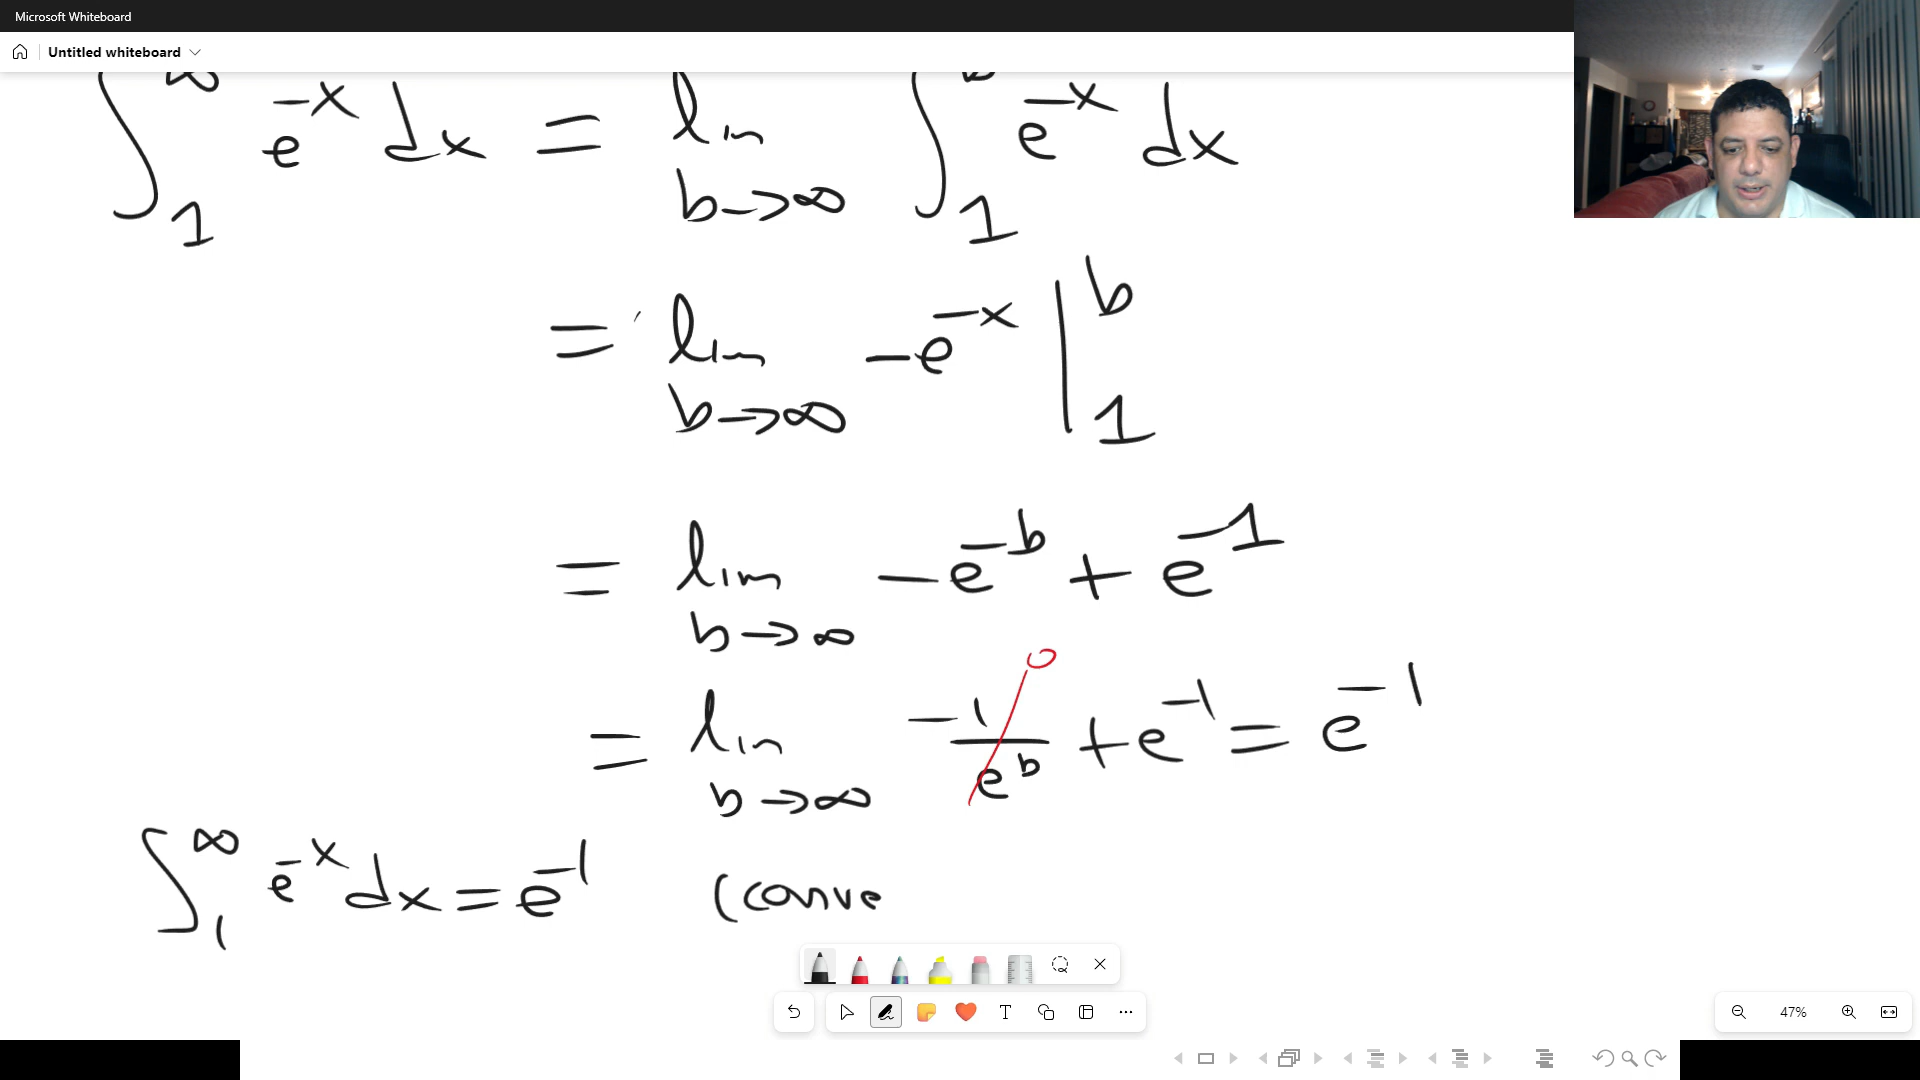 Microsoft Whiteboard
Untitled whiteboard
∫₁^∞ e^-x dx = lim b→∞ ∫₁^b e^-x dx
= lim b→∞ -e^-x |₁^b
= lim b→∞ -e^-b + e^-1
= lim b→∞ -1/e^b 0 + e^-1 = e^-1
∫₁^∞ e^-x dx = e^-1 (conve
47%